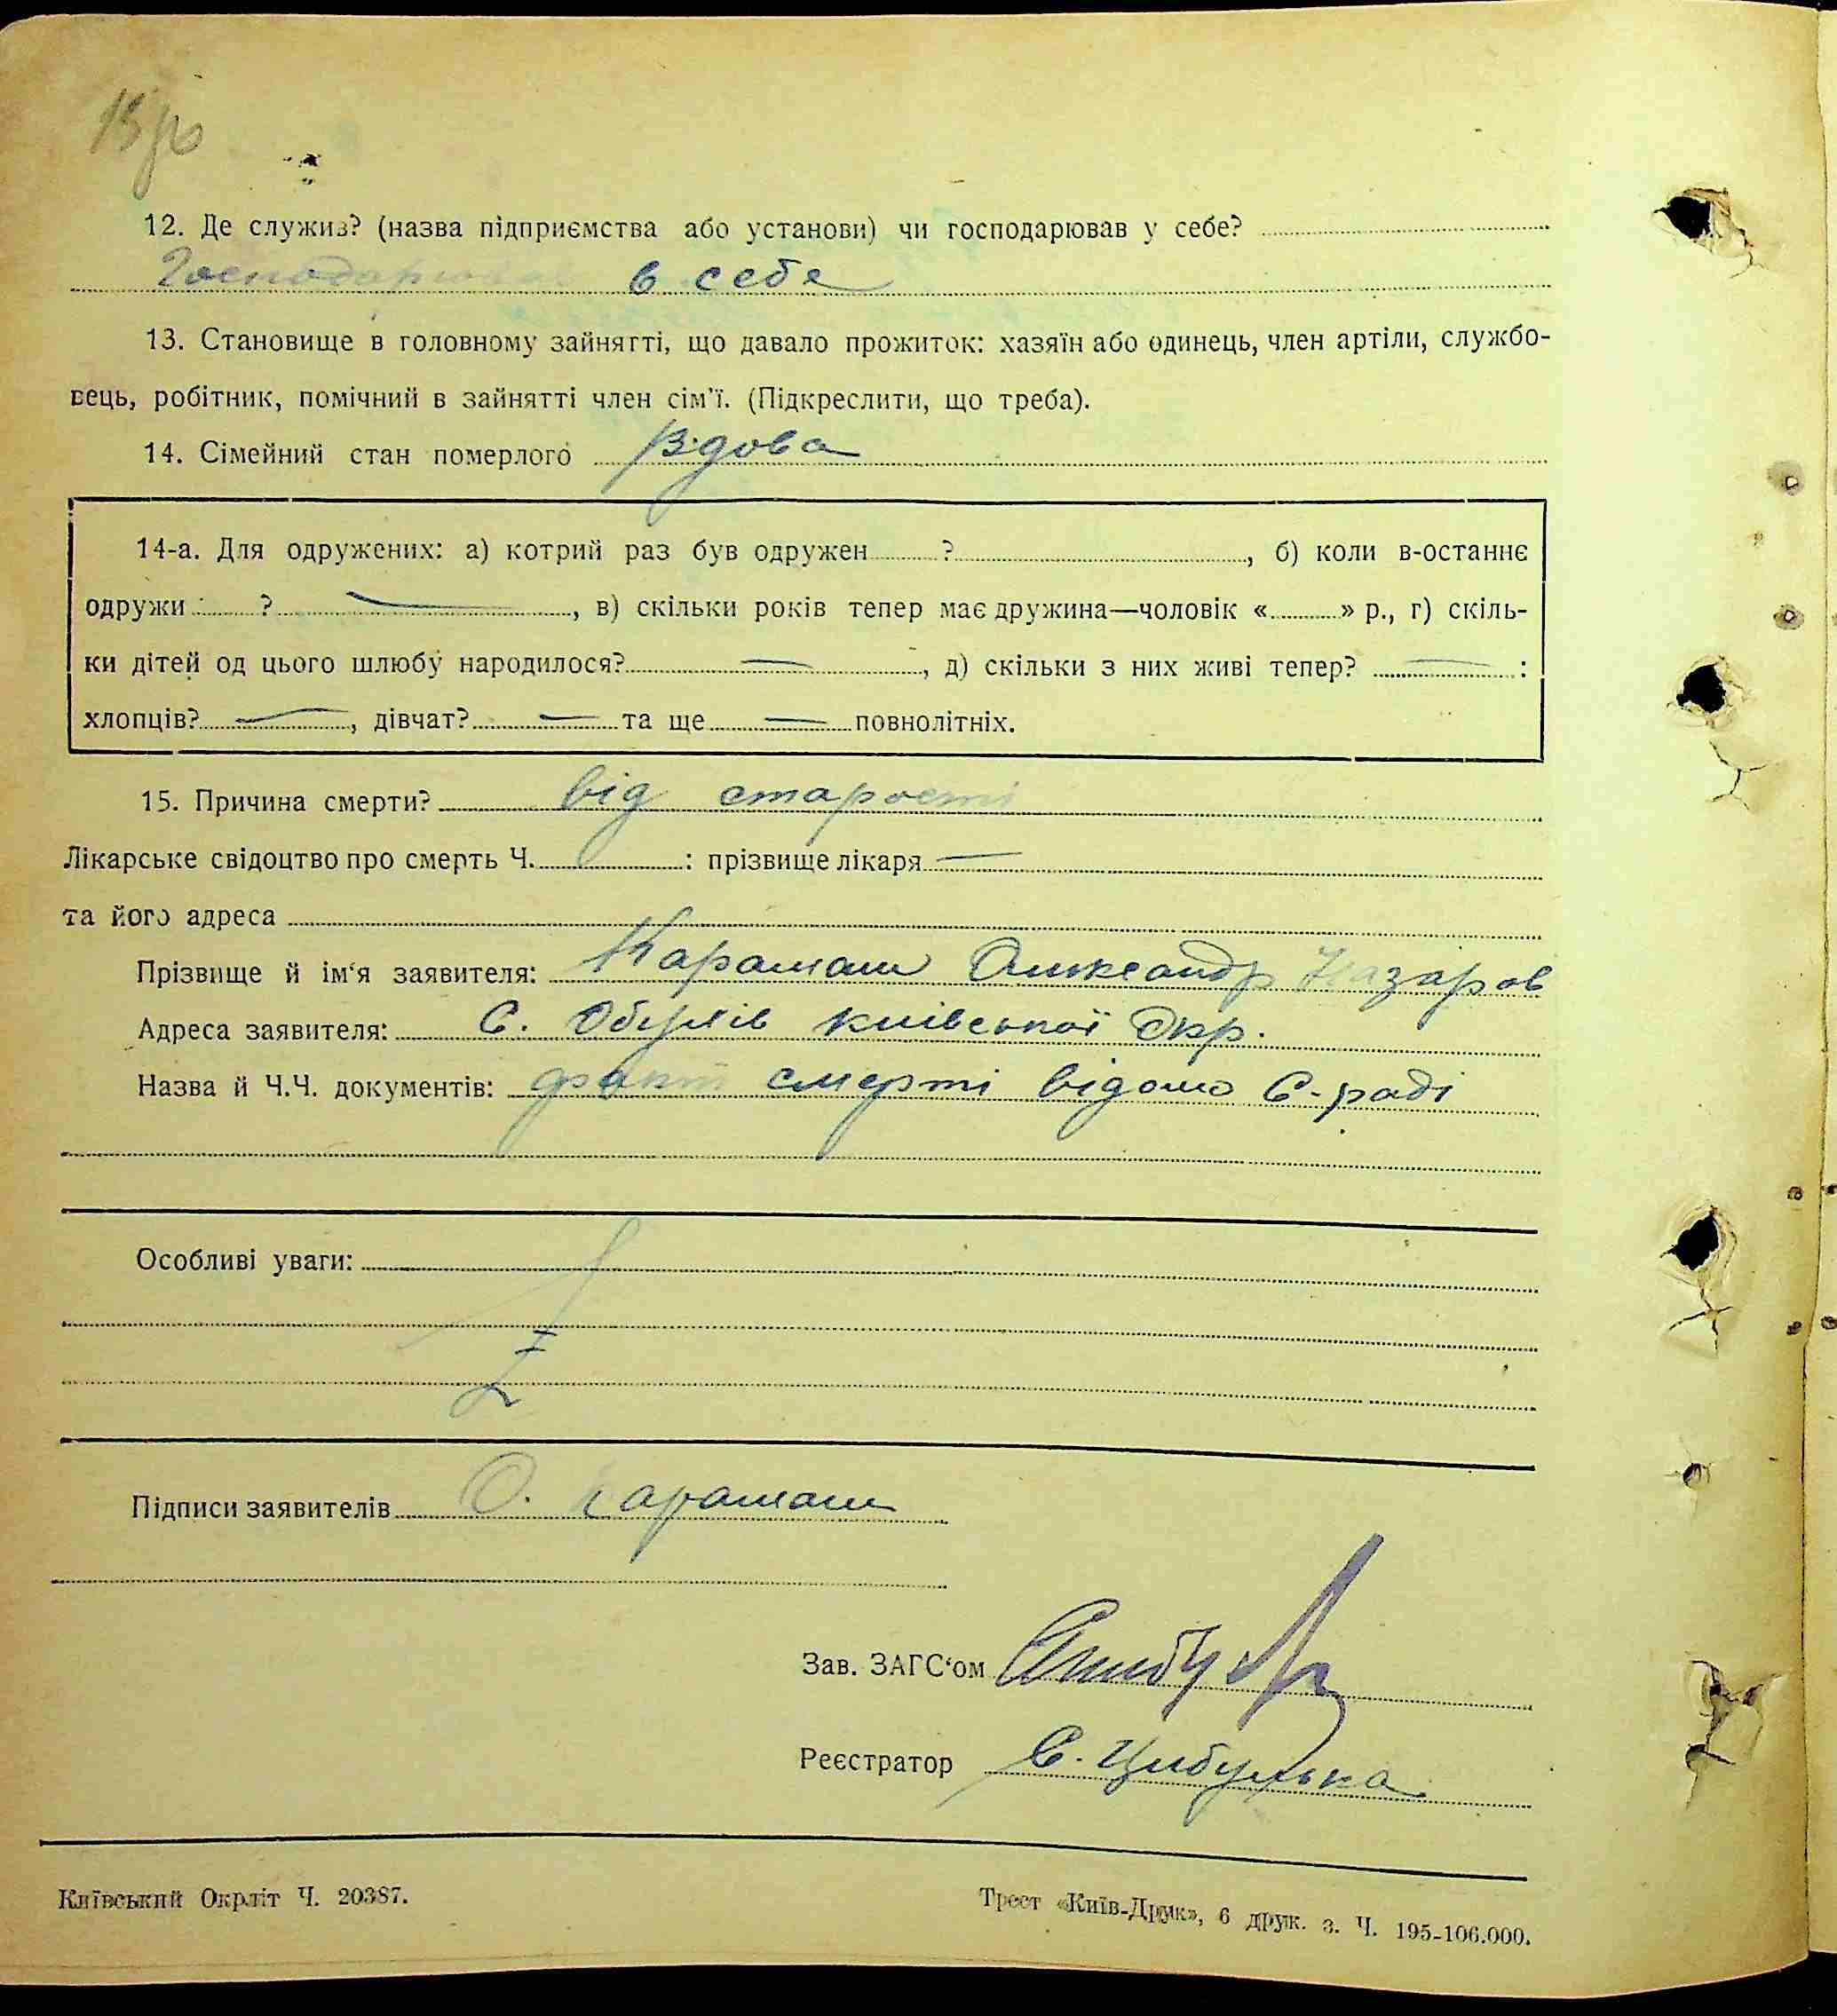 12. Де служив? (назва підприємства або установи) чи господарював у себе?
Господарював в себе
13. Становище в головному зайнятті, що давало прожиток: хазяїн або одинець, член артіли, службо-
вець, робітник, помічний в зайнятті член сім'ї. (Підкреслити, що треба).
14. Сімейний стан померлого Вдова
14-а. Для одружених: а) котрий раз був одружен ? , б) коли в-останнє
одружи ? — , в) скільки років тепер має дружина—чоловік « » р., г) скіль-
ки дітей од цього шлюбу народилося? — , д) скільки з них живі тепер? — :
хлопців? — , дівчат? — та ще — повнолітніх.
15. Причина смерти? від старості
Лікарське свідоцтво про смерть Ч. : прізвище лікаря —
та його адреса
Прізвище й ім'я заявителя: Карамаш Олександр Назаров
Адреса заявителя: С. Обухів київської Окр.
Назва й Ч.Ч. документів: факт смерті відомо С-раді
Особливі уваги:
Підписи заявителів О. Карамаш
Зав. ЗАГС'ом
Реєстратор С. Цибулька
Київський Окрліт Ч. 20387.
Трест «Київ-Друк», 6 друк. з. Ч. 195-106.000.